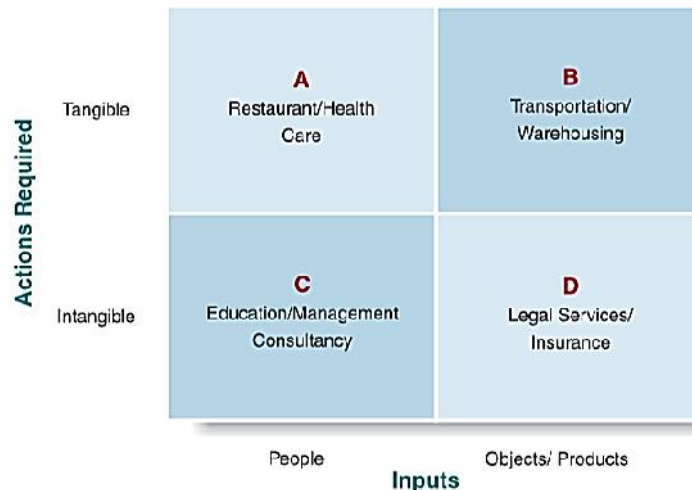 Actions Required
Tangible
Intangible
A
Restaurant/Health
Care
B
Transportation/
Warehousing
C
Education/Management
Consultancy
D
Legal Services/
Insurance
People
Objects/ Products
Inputs